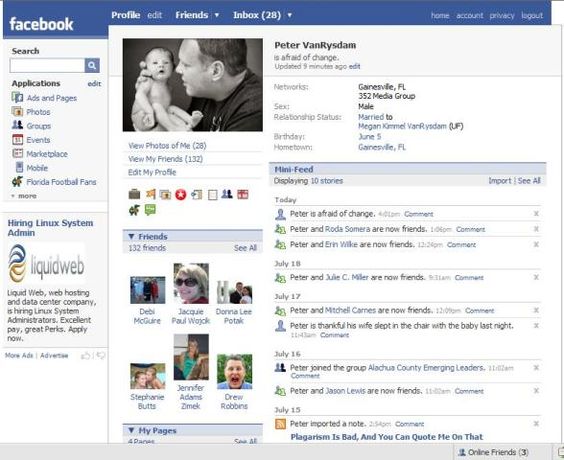 facebook
Profile edit Friends ▾ Inbox (28) ▾ home account privacy logout
Search
Applications edit
Ads and Pages
Photos
Groups
Events
Marketplace
Mobile
Florida Football Fans
▾ more
Hiring Linux System
Admin
liquidweb
Liquid Web, web hosting
and data center company,
is hiring Linux System
Administrators. Excellent
pay, great Perks. Apply
now.
More Ads | Advertise
View Photos of Me (28)
View My Friends (132)
Edit My Profile
▼ Friends
132 friends See All
Debi
McGuire
Jacquie
Paul Wojcik
Donna Lee
Potak
Stephanie
Butts
Jennifer
Adams
Zimek
Drew
Robbins
▼ My Pages
4 Pages See All
Peter VanRysdam
is afraid of change.
Updated 9 minutes ago edit
Networks: Gainesville, FL
352 Media Group
Sex: Male
Relationship Status: Married to
Megan Kimmel VanRysdam (UF)
Birthday: June 5
Hometown: Gainesville, FL
Mini-Feed
Displaying 10 stories Import | See All
Today
Peter is afraid of change. 4:01pm Comment x
Peter and Roda Somera are now friends. 1:06pm Comment x
Peter and Erin Wilke are now friends. 12:24pm Comment x
July 18
Peter and Julie C. Miller are now friends. 9:31am Comment x
July 17
Peter and Mitchell Carnes are now friends. 12:09pm Comment x
Peter is thankful his wife slept in the chair with the baby last night. x
11:43am Comment
July 16
Peter joined the group Alachua County Emerging Leaders. 11:02am x
Comment
Peter and Jason Lewis are now friends. 11:02am Comment x
July 15
Peter imported a note. 2:54pm Comment x
Plagarism Is Bad, And You Can Quote Me On That
Online Friends (3)